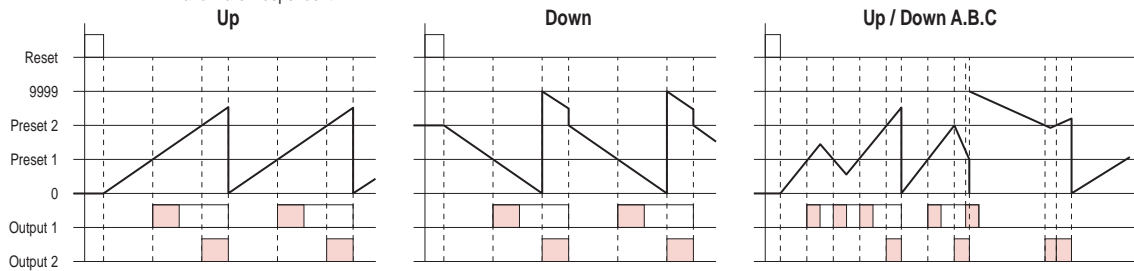 Up
Down
Up / Down A.B.C
Reset
9999
Preset 2
Preset 1
0
Output 1
Output 2